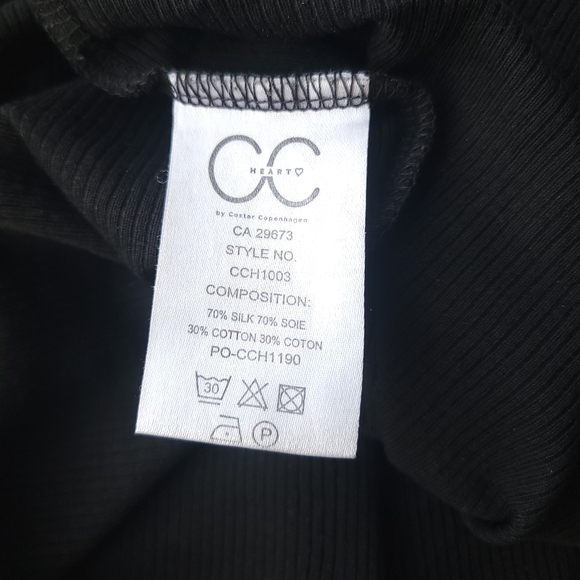 CC
HEART
by Costar Copenhagen
CA 29673
STYLE NO.
CCH1003
COMPOSITION:
70% SILK 70% SOIE
30% COTTON 30% COTON
PO-CCH1190
30
P